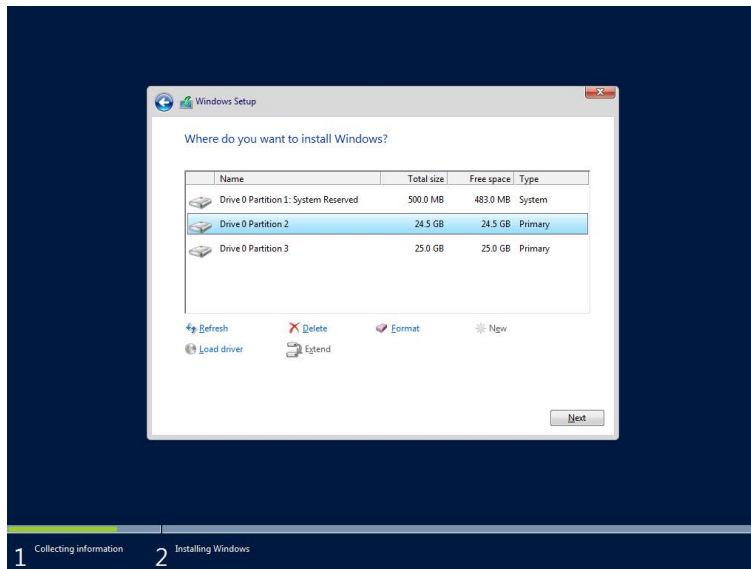 Windows Setup
Where do you want to install Windows?
Name Total size Free space Type
Drive 0 Partition 1: System Reserved 500.0 MB 483.0 MB System
Drive 0 Partition 2 24.5 GB 24.5 GB Primary
Drive 0 Partition 3 25.0 GB 25.0 GB Primary
Refresh Delete Format New
Load driver Extend
Next
1 Collecting information 2 Installing Windows